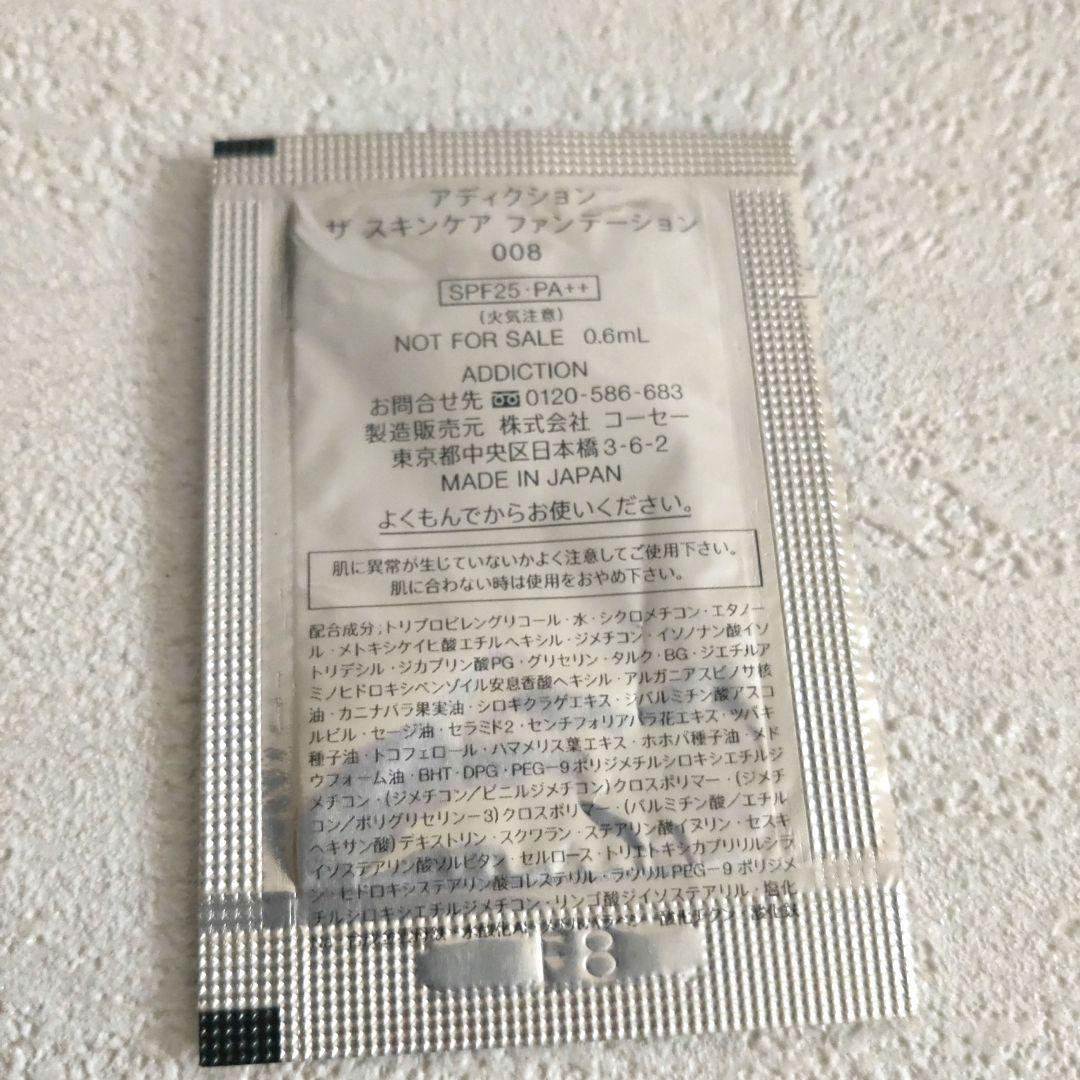 アディクション
ザ スキンケア ファンデーション
008
SPF25・PA++
(火気注意)
NOT FOR SALE 0.6mL
ADDICTION
お問合せ先 0120-586-683
製造販売元 株式会社 コーセー
東京都中央区日本橋3-6-2
MADE IN JAPAN
よくもんでからお使いください。
肌に異常が生じていないかよく注意してご使用下さい。
肌に合わない時は使用をおやめ下さい。
配合成分;トリプロピレングリコール・水・シクロメチコン・エタノー
ル・メトキシケイヒ酸エチルヘキシル・ジメチコン・イソノナン酸イソ
トリデシル・ジカプリン酸PG・グリセリン・タルク・BG・ジエチルア
ミノヒドロキシベンゾイル安息香酸ヘキシル・アルガニアスピノサ核
油・カニナバラ果実油・シロキクラゲエキス・ジパルミチン酸アスコ
ルビル・セージ油・セラミド2・センチフォリアバラ花エキス・ツバキ
種子油・トコフェロール・ハマメリス葉エキス・ホホバ種子油・メド
ウフォーム油・BHT・DPG・PEG-9ポリジメチルシロキシエチルジ
メチコン・(ジメチコン/ビニルジメチコン)クロスポリマー・(ジメチ
コン/ポリグリセリン-3)クロスポリマー・(パルミチン酸/エチル
ヘキサン酸)デキストリン・スクワラン・ステアリン酸イヌリン・セスキ
イソステアリン酸ソルビタン・セルロース・トリエトキシカプリリルシラ
ン・ヒドロキシステアリン酸コレステリル・ラウリルPEG-9ポリジメ
チルシロキシエチルジメチコン・リンゴ酸ジイソステアリル・塩化
8